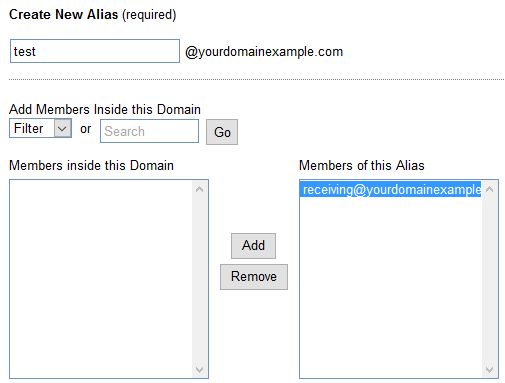 Create New Alias (required)
test @yourdomainexample.com
Add Members Inside this Domain
Filter or Search Go
Members inside this Domain Members of this Alias
receiving@yourdomainexample
Add
Remove